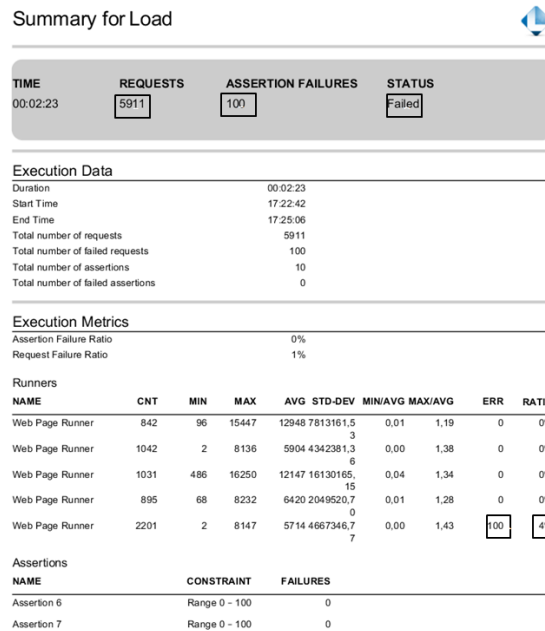 Summary for Load
TIME REQUESTS ASSERTION FAILURES STATUS
00:02:23 5911 100 Failed
Execution Data
Duration 00:02:23
Start Time 17:22:42
End Time 17:25:06
Total number of requests 5911
Total number of failed requests 100
Total number of assertions 10
Total number of failed assertions 0
Execution Metrics
Assertion Failure Ratio 0%
Request Failure Ratio 1%
Runners
NAME CNT MIN MAX AVG STD-DEV MIN/AVG MAX/AVG ERR
Web Page Runner 842 96 15447 12948 7813161,5 0,01 1,19 0
3
Web Page Runner 1042 2 8136 5904 4342381,3 0,00 1,38 0
6
Web Page Runner 1031 486 16250 12147 16130165, 0,04 1,34 0
15
Web Page Runner 895 68 8232 6420 2049520,7 0,01 1,28 0
0
Web Page Runner 2201 2 8147 5714 4667346,7 0,00 1,43 100
7
Assertions
NAME CONSTRAINT FAILURES
Assertion 6 Range 0 - 100 0
Assertion 7 Range 0 - 100 0